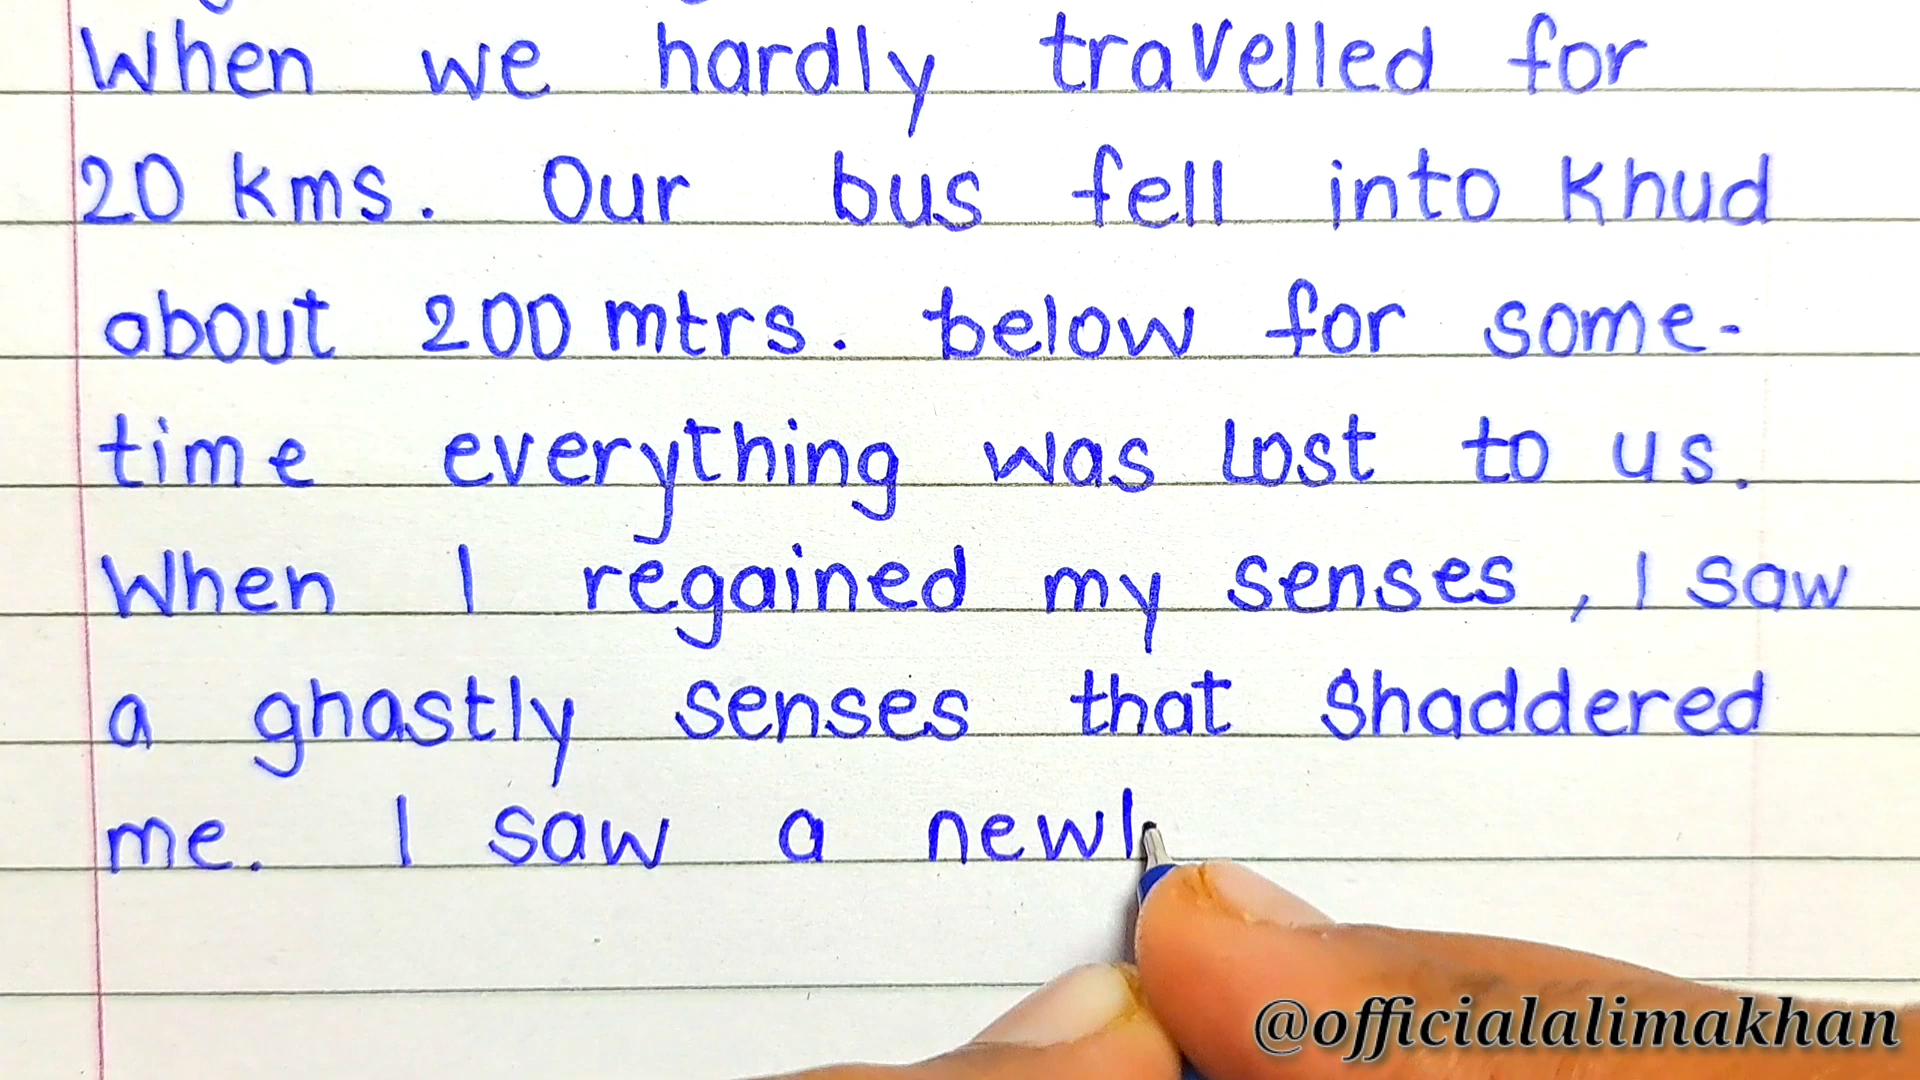 When we hardly travelled for
20 kms. Our bus fell into Khud
about 200 mtrs. below for some-
time everything was lost to us.
When I regained my senses, I saw
a ghastly senses that Shaddered
me. I saw a newl
@officialalimakhan